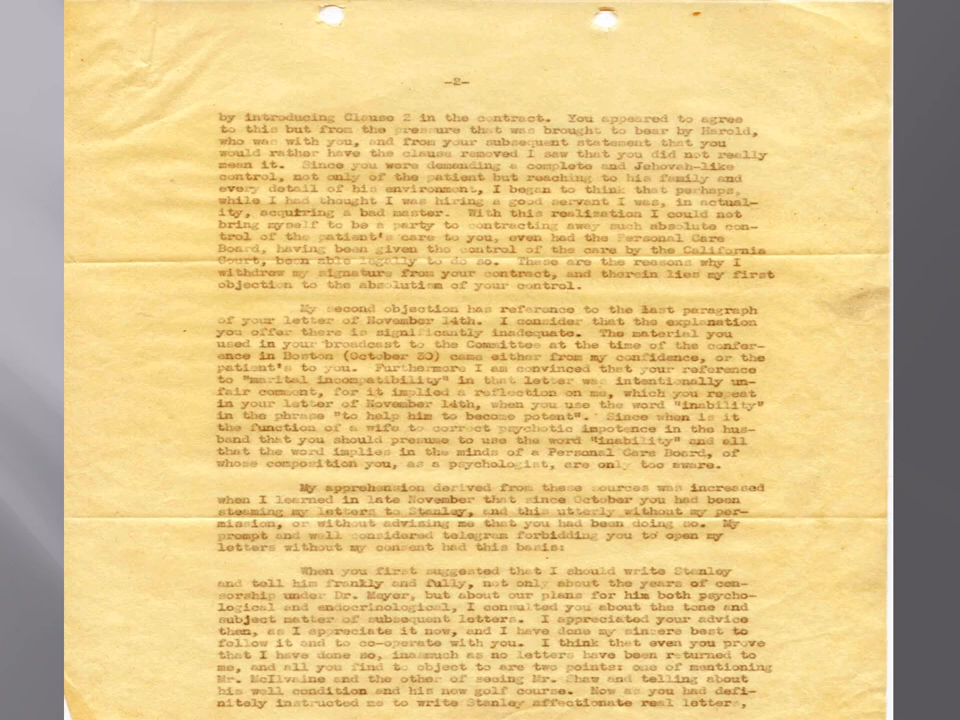 -2-
by introducing Clause 2 in the contract. You appeared to agree
to this but from the pressure that was brought to bear by Harold,
who was with you, and from your subsequent statement that you
would rather have the clause removed I saw that you did not really
mean it. Since you were demanding a complete and Jehovah-like
control, not only of the patient but reaching to his family and
every detail of his environment, I began to think that perhaps,
while I had thought I was hiring a good servant I was, in actual-
ity, acquiring a bad master. With this realization I could not
bring myself to be a party to contracting away such absolute con-
trol of the patient's care to you, even had the Personal Care
Board, having been given the control of the care by the California
Court, been able legally to do so. These are the reasons why I
withdrew my signature from your contract, and therein lies my first
objection to the absolutism of your control.
My second objection has reference to the last paragraph
of your letter of November 14th. I consider that the explanation
you offer there is significantly inadequate. The material you
used in your broadcast to the Committee at the time of the confer-
ence in Boston (October 30) came either from my confidence, or the
patient's to you. Furthermore I am convinced that your reference
to "marital incompatibility" in that letter was intentionally un-
fair comment, for it implied a reflection on me, which you repeat
in your letter of November 14th, when you use the word "inability"
in the phrase "to help him to become potent". Since when is it
the function of a wife to correct psychotic impotence in the hus-
band that you should presume to use the word "inability" and all
that the word implies in the minds of a Personal Care Board, of
whose composition you, as a psychologist, are only too aware.
My apprehension derived from these sources was increased
when I learned in late November that since October you had been
steaming my letters to Stanley, and this utterly without my per-
mission, or without advising me that you had been doing so. My
prompt and well considered telegram forbidding you to open my
letters without my consent had this basis:
When you first suggested that I should write Stanley
and tell him frankly and fully, not only about the years of cen-
sorship under Dr. Meyer, but about our plans for him both psycho-
logical and endocrinological, I consulted you about the tone and
subject matter of subsequent letters. I appreciated your advice
then, as I appreciate it now, and I have done my sincere best to
follow it and to co-operate with you. I think that even you prove
that I have done so, inasmuch as no letters have been returned to
me, and all you find to object to are two points: one of mentioning
Mr. McIlvaine and the other of seeing Mr. Shaw and telling about
his well condition and his new golf course. Now as you had defi-
nitely instructed me to write Stanley affectionate real letters,